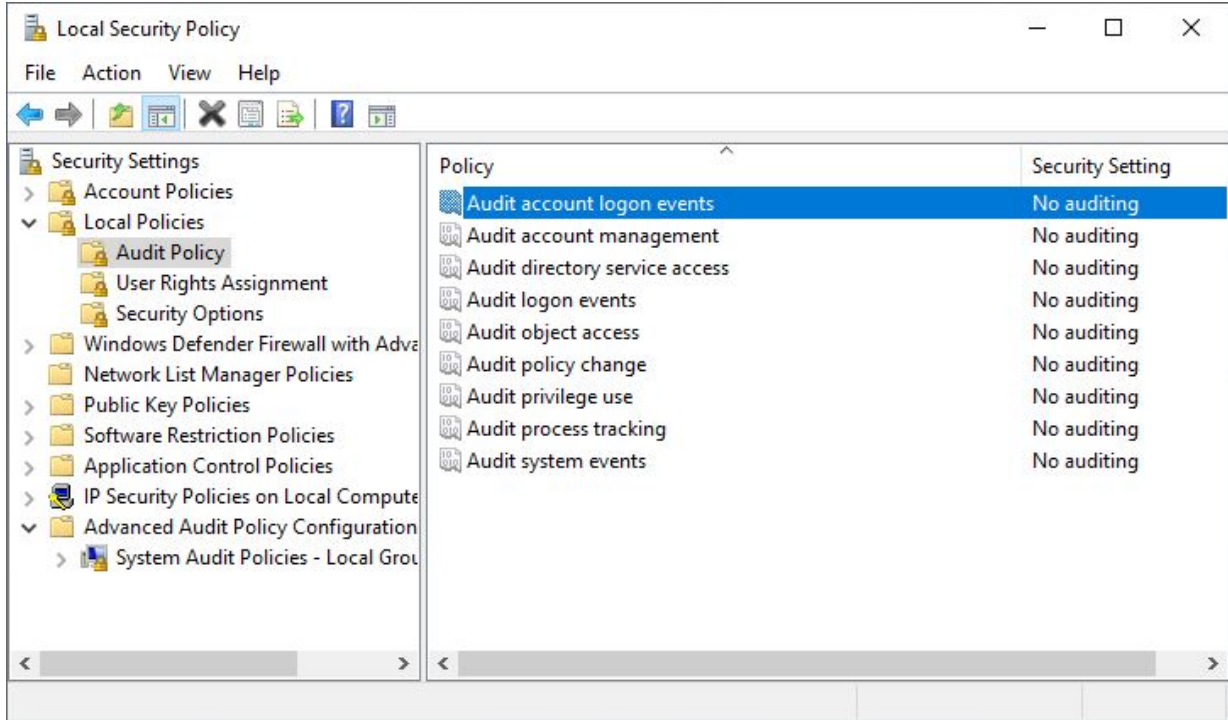 Local Security Policy
File Action View Help
Security Settings
Account Policies
Local Policies
Audit Policy
User Rights Assignment
Security Options
Windows Defender Firewall with Adva
Network List Manager Policies
Public Key Policies
Software Restriction Policies
Application Control Policies
IP Security Policies on Local Compute
Advanced Audit Policy Configuration
System Audit Policies - Local Grou
Policy Security Setting
Audit account logon events No auditing
Audit account management No auditing
Audit directory service access No auditing
Audit logon events No auditing
Audit object access No auditing
Audit policy change No auditing
Audit privilege use No auditing
Audit process tracking No auditing
Audit system events No auditing